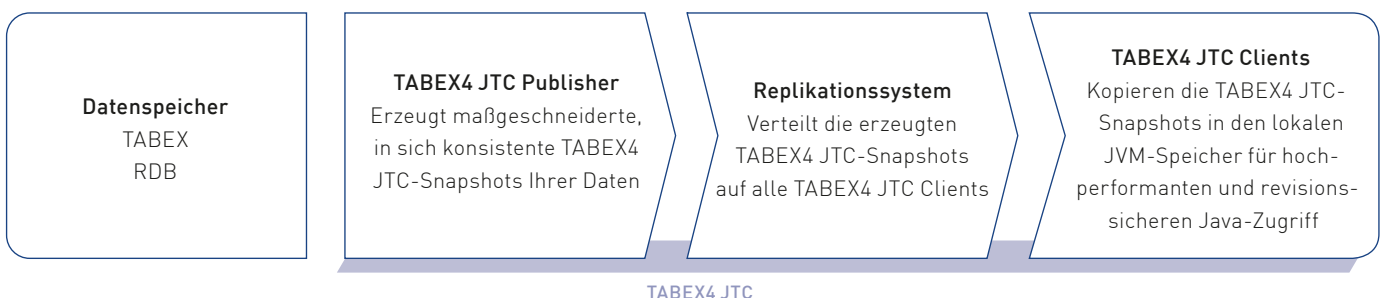 Datenspeicher
TABEX
RDB
TABEX4 JTC Publisher
Erzeugt maßgeschneiderte,
in sich konsistente TABEX4
JTC-Snapshots Ihrer Daten
Replikationssystem
Verteilt die erzeugten
TABEX4 JTC-Snapshots
auf alle TABEX4 JTC Clients
TABEX4 JTC Clients
Kopieren die TABEX4 JTC-
Snapshots in den lokalen
JVM-Speicher für hoch-
performanten und revisions-
sicheren Java-Zugriff
TABEX4 JTC